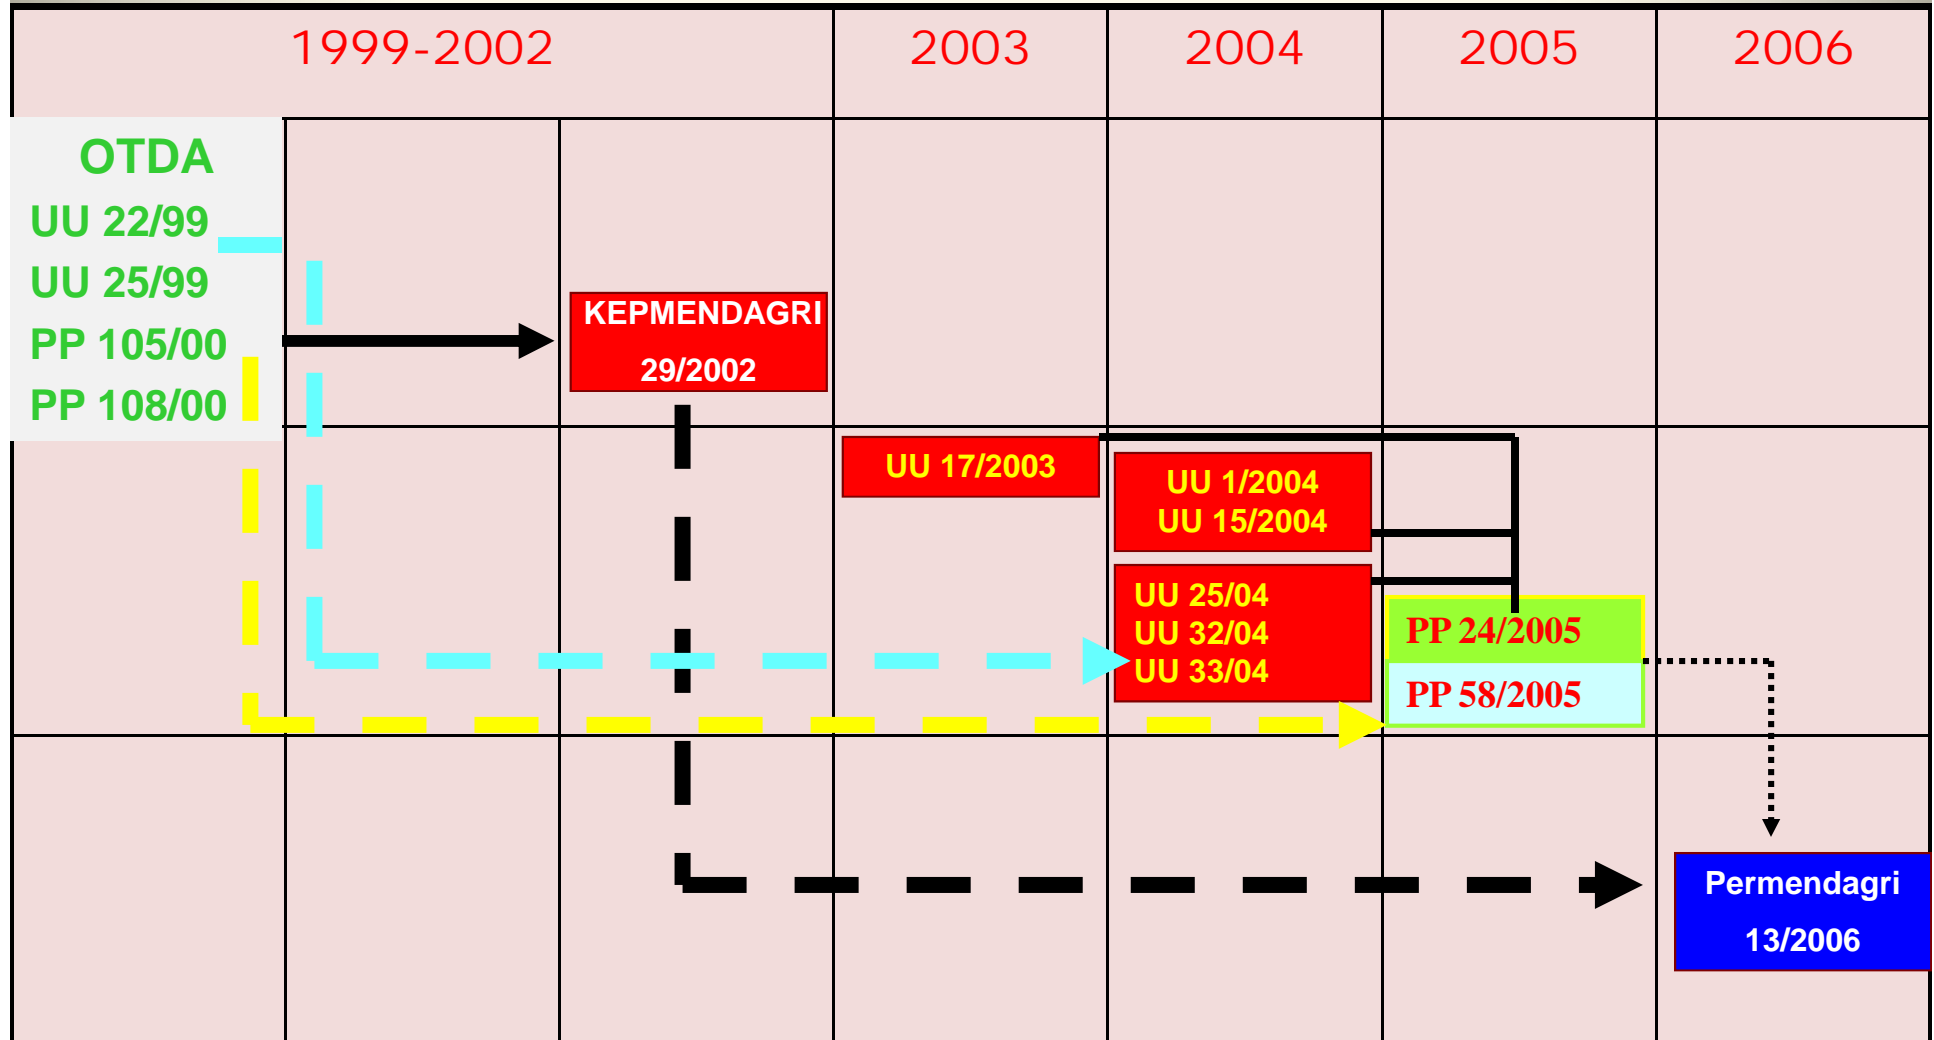 1999-2002
2003
2004
2005
2006
OTDA
UU 22/99
UU 25/99
PP 105/00
PP 108/00
KEPMENDAGRI
29/2002
UU 17/2003
UU 1/2004
UU 15/2004
UU 25/04
UU 32/04
UU 33/04
PP 24/2005
PP 58/2005
Permendagri
13/2006